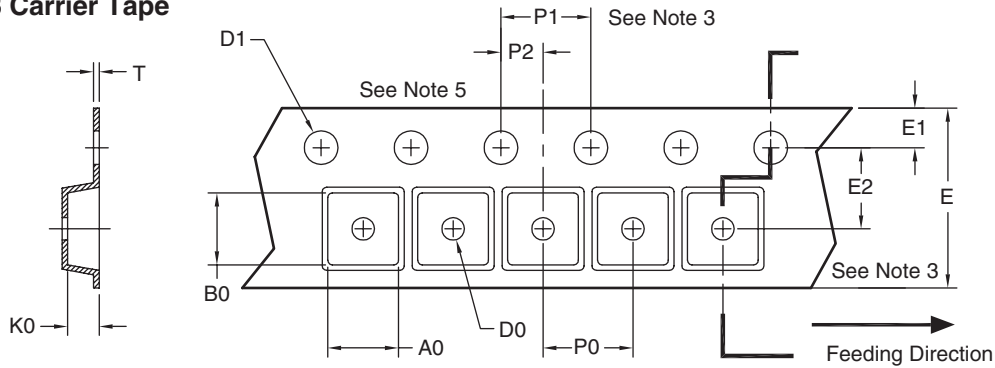 Carrier Tape
P1
See Note 3
D1
P2
T
See Note 5
E1
E2
E
B0
See Note 3
K0
D0
A0
P0
Feeding Direction